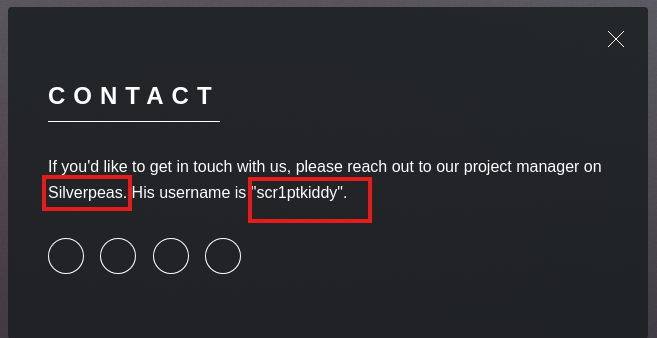 CONTACT
If you'd like to get in touch with us, please reach out to our project manager on
Silverpeas. His username is "scr1ptkiddy".